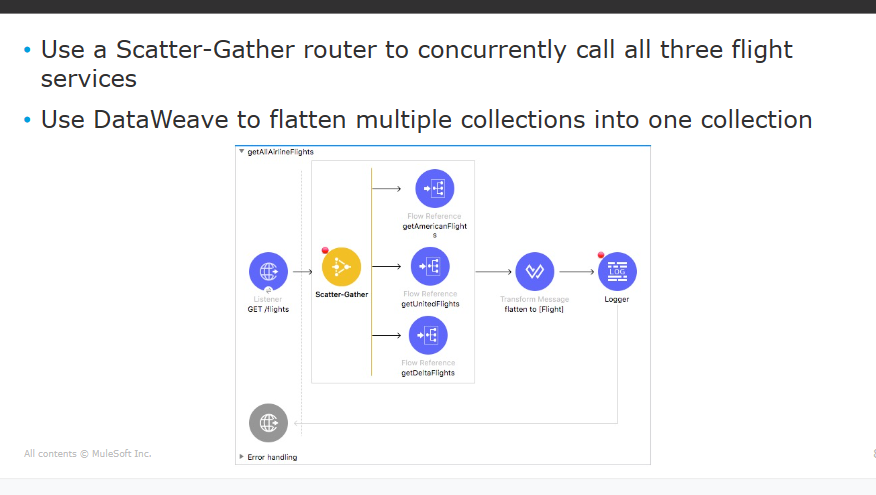 • Use a Scatter-Gather router to concurrently call all three flight
services
• Use DataWeave to flatten multiple collections into one collection
getAllAirlineFlights
Flow Reference
getAmericanFlight
s
Listener
GET /flights
Scatter-Gather
Flow Reference
getUnitedFlights
Transform Message
flatten to [Flight]
LOG
Logger
Flow Reference
getDeltaFlights
Error handling
All contents © MuleSoft Inc.